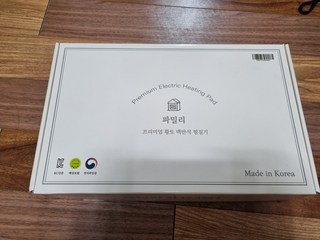 Premium Electric Heating Pad
파밀리
프리미엄 황토 맥반석 찜질기
Made in Korea